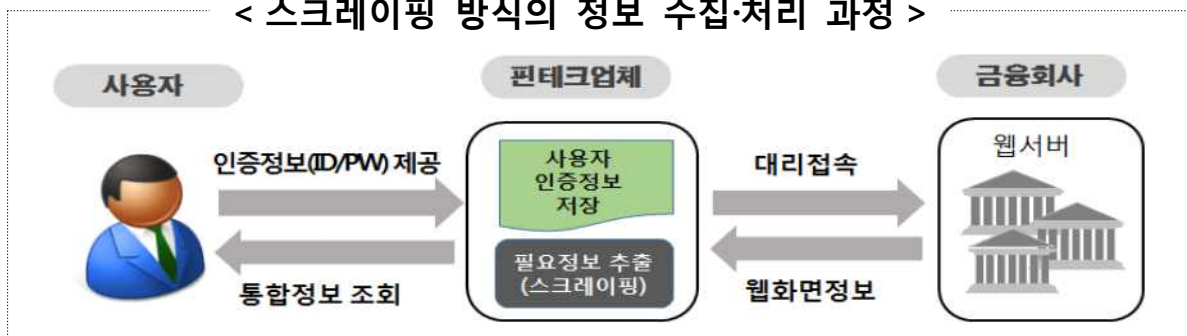 < 스크레이핑 방식의 정보 수집·처리 과정 >
사용자
핀테크업체
금융회사
인증정보(ID/PW) 제공
통합정보 조회
사용자
인증정보
저장
필요정보 추출
(스크레이핑)
대리접속
웹화면정보
웹서버